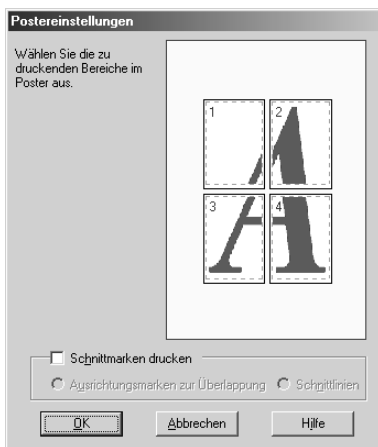 Postereinstellungen
Wählen Sie die zu
druckenden Bereiche im
Poster aus.
1 2
3 4
A
Schnittmarken drucken
Ausrichtungsmarken zur Überlappung Schnittlinien
OK Abbrechen Hilfe